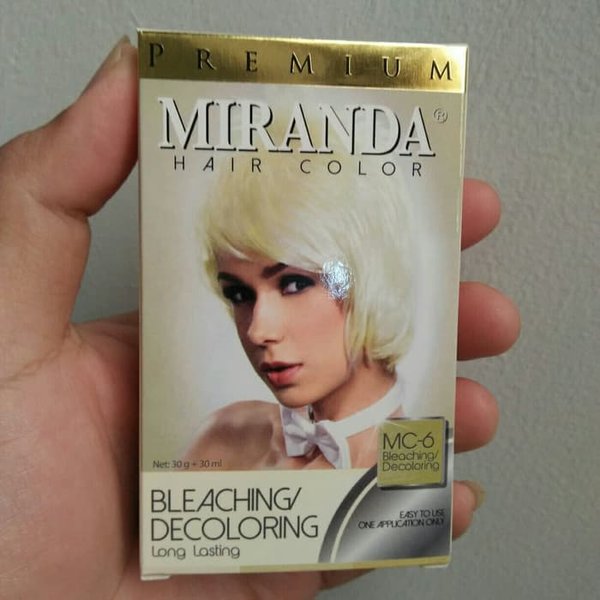 PREMIUM
MIRANDA®
HAIR COLOR
MC-6
Bleaching/
Decoloring
Net: 30 g + 30 ml
BLEACHING/
DECOLORING
Long Lasting
EASY TO USE
ONE APPLICATION ONLY